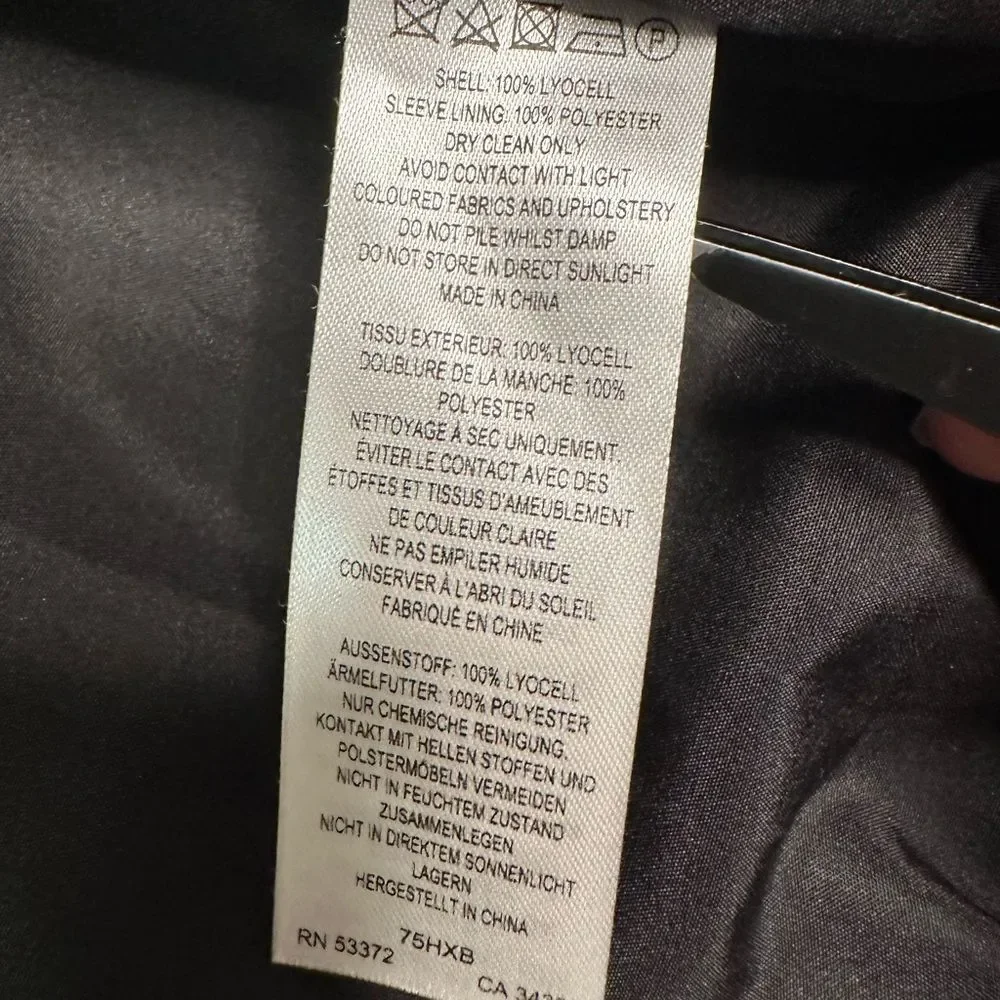 P
SHELL: 100% LYOCELL
SLEEVE LINING: 100% POLYESTER
DRY CLEAN ONLY
AVOID CONTACT WITH LIGHT
COLOURED FABRICS AND UPHOLSTERY
DO NOT PILE WHILST DAMP
DO NOT STORE IN DIRECT SUNLIGHT
MADE IN CHINA
TISSU EXTERIEUR: 100% LYOCELL
DOUBLURE DE LA MANCHE: 100%
POLYESTER
NETTOYAGE À SEC UNIQUEMENT.
ÉVITER LE CONTACT AVEC DES
ÉTOFFES ET TISSUS D'AMEUBLEMENT
DE COULEUR CLAIRE
NE PAS EMPILER HUMIDE
CONSERVER À L'ABRI DU SOLEIL
FABRIQUÉ EN CHINE
AUSSENSTOFF: 100% LYOCELL
ÄRMELFUTTER: 100% POLYESTER
NUR CHEMISCHE REINIGUNG.
KONTAKT MIT HELLEN STOFFEN UND
POLSTERMÖBELN VERMEIDEN
NICHT IN FEUCHTEM ZUSTAND
ZUSAMMENLEGEN
NICHT IN DIREKTEM SONNENLICHT
LAGERN
HERGESTELLT IN CHINA
75HXB
RN 53372 CA